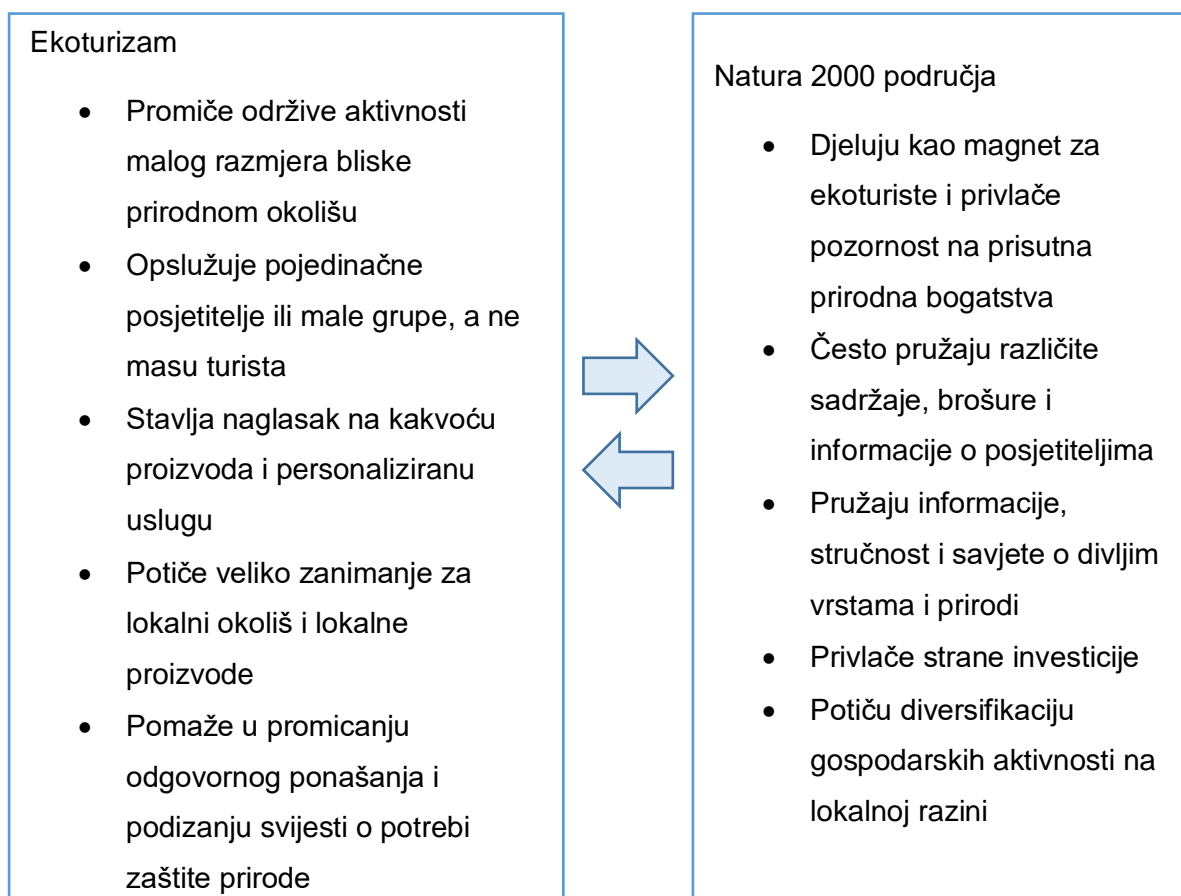 Ekoturizam
• Promiče održive aktivnosti
malog razmjera bliske
prirodnom okolišu
• Opslužuje pojedinačne
posjetitelje ili male grupe, a ne
masu turista
• Stavlja naglasak na kakvoću
proizvoda i personaliziranu
uslugu
• Potiče veliko zanimanje za
lokalni okoliš i lokalne
proizvode
• Pomaže u promicanju
odgovornog ponašanja i
podizanju svijesti o potrebi
zaštite prirode
Natura 2000 područja
• Djeluju kao magnet za
ekoturiste i privlače
pozornost na prisutna
prirodna bogatstva
• Često pružaju različite
sadržaje, brošure i
informacije o posjetiteljima
• Pružaju informacije,
stručnost i savjete o divljim
vrstama i prirodi
• Privlače strane investicije
• Potiču diversifikaciju
gospodarskih aktivnosti na
lokalnoj razini